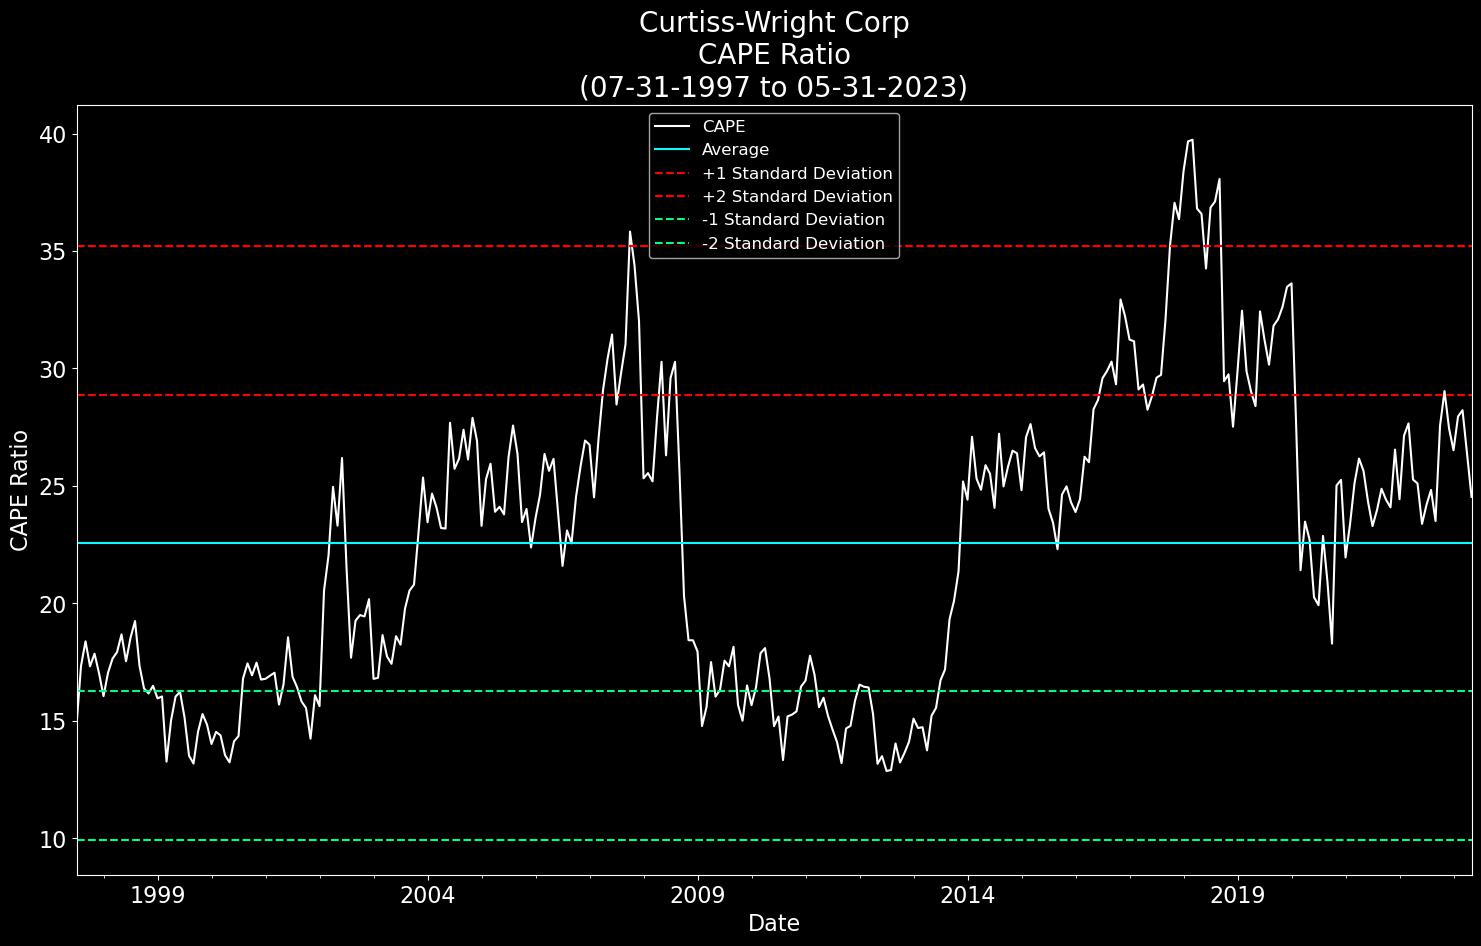 Curtiss-Wright Corp
CAPE Ratio
(07-31-1997 to 05-31-2023)
CAPE
Average
+1 Standard Deviation
+2 Standard Deviation
-1 Standard Deviation
-2 Standard Deviation
40
35
30
25
20
15
10
CAPE Ratio
1999
2004
2009
2014
2019
Date